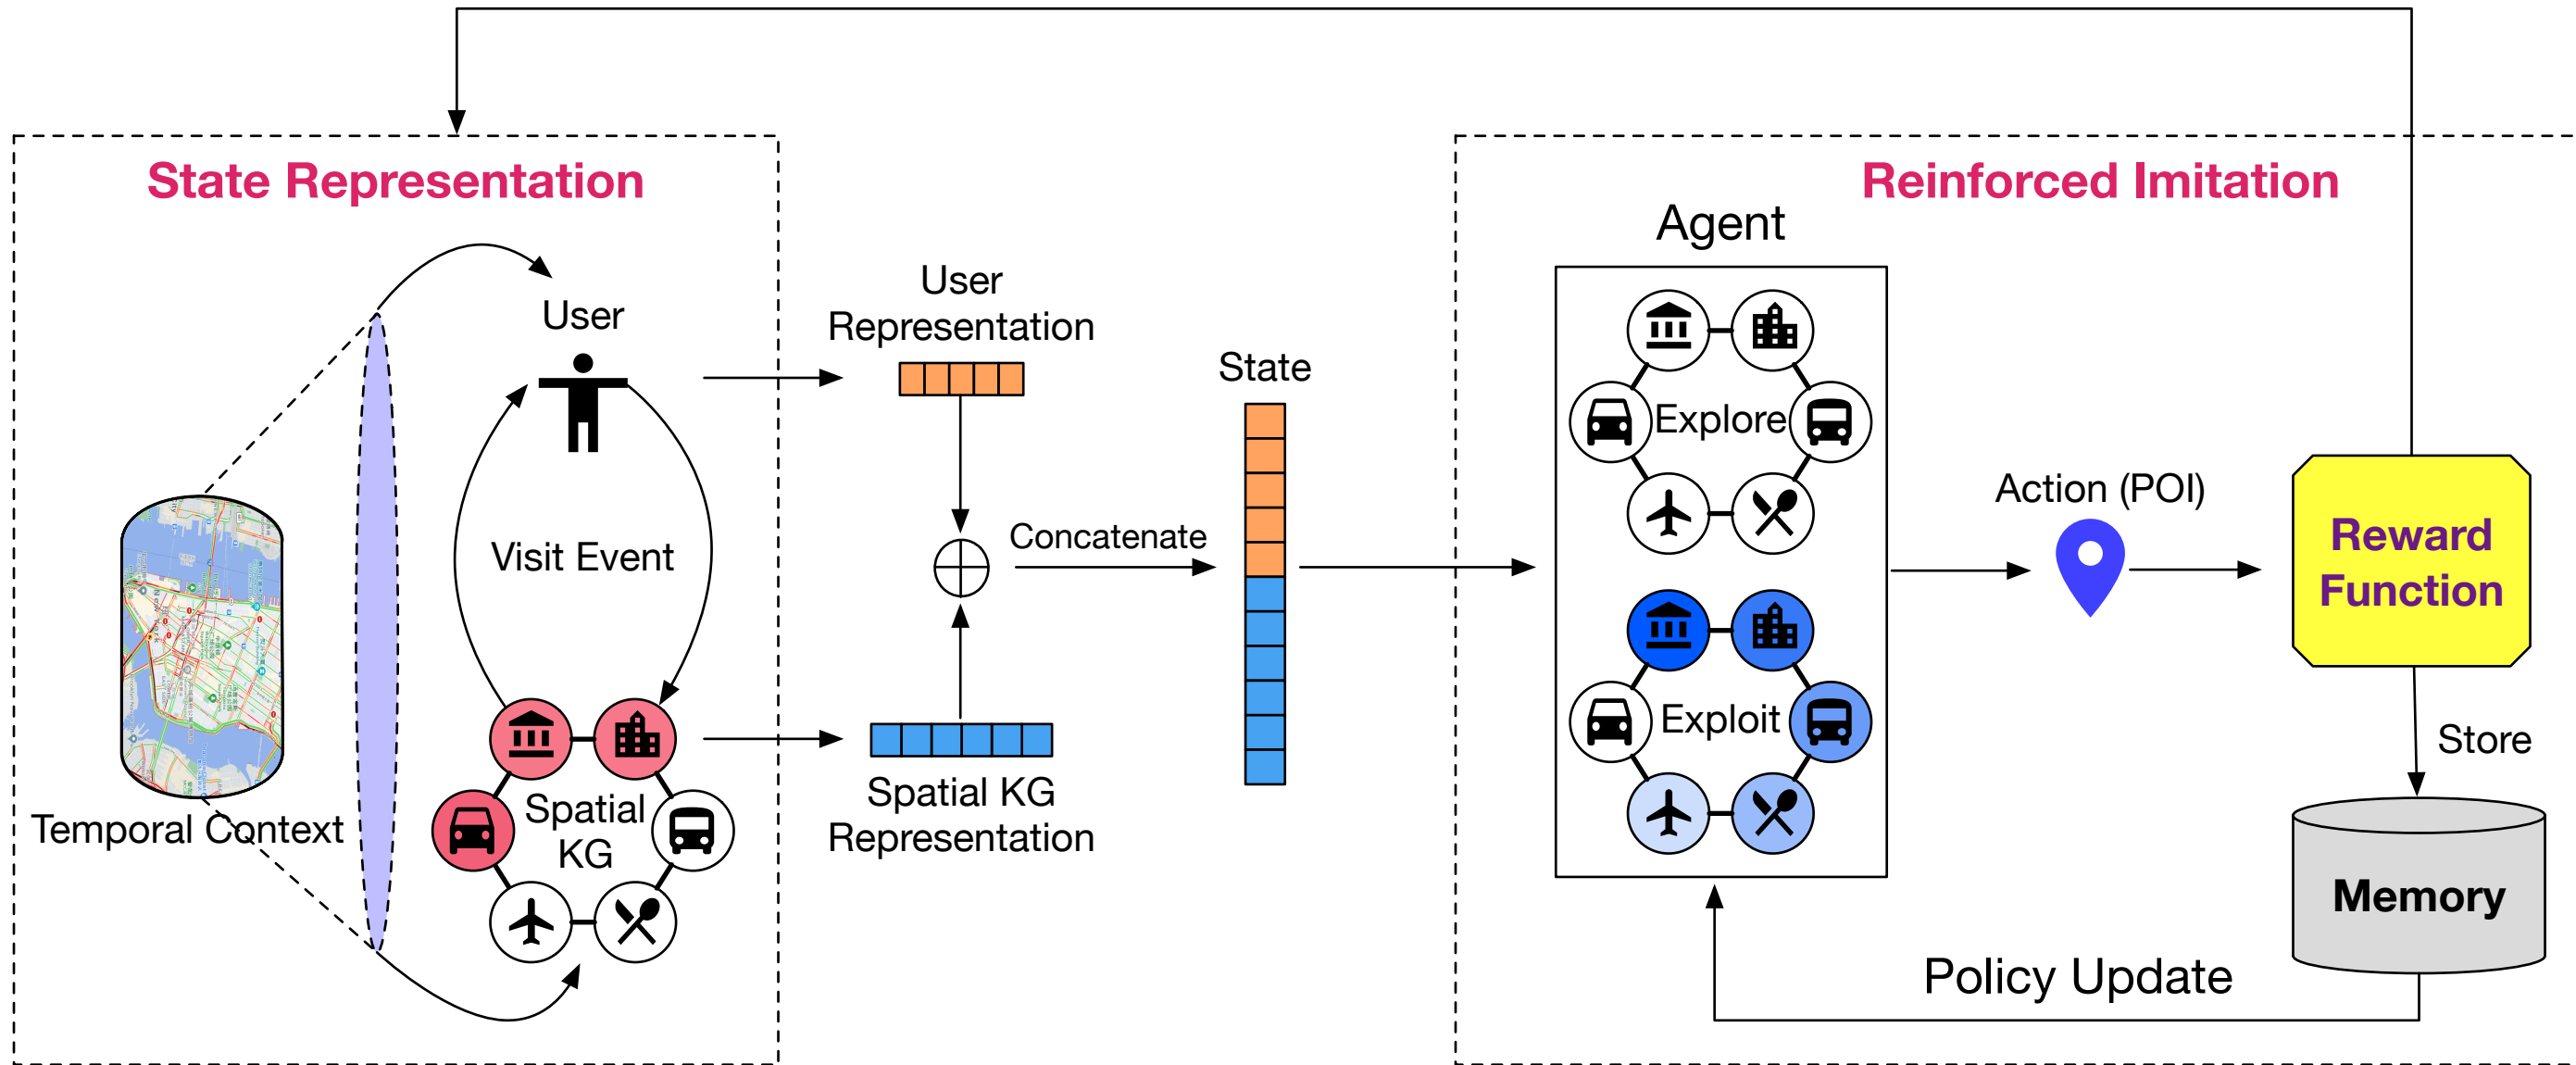 State Representation
Reinforced Imitation
Agent
User
User
Representation
State
Explore
Action (POI)
Reward
Function
Concatenate
Visit Event
Exploit
Store
Spatial
KG
Spatial KG
Representation
Temporal Context
Memory
Policy Update